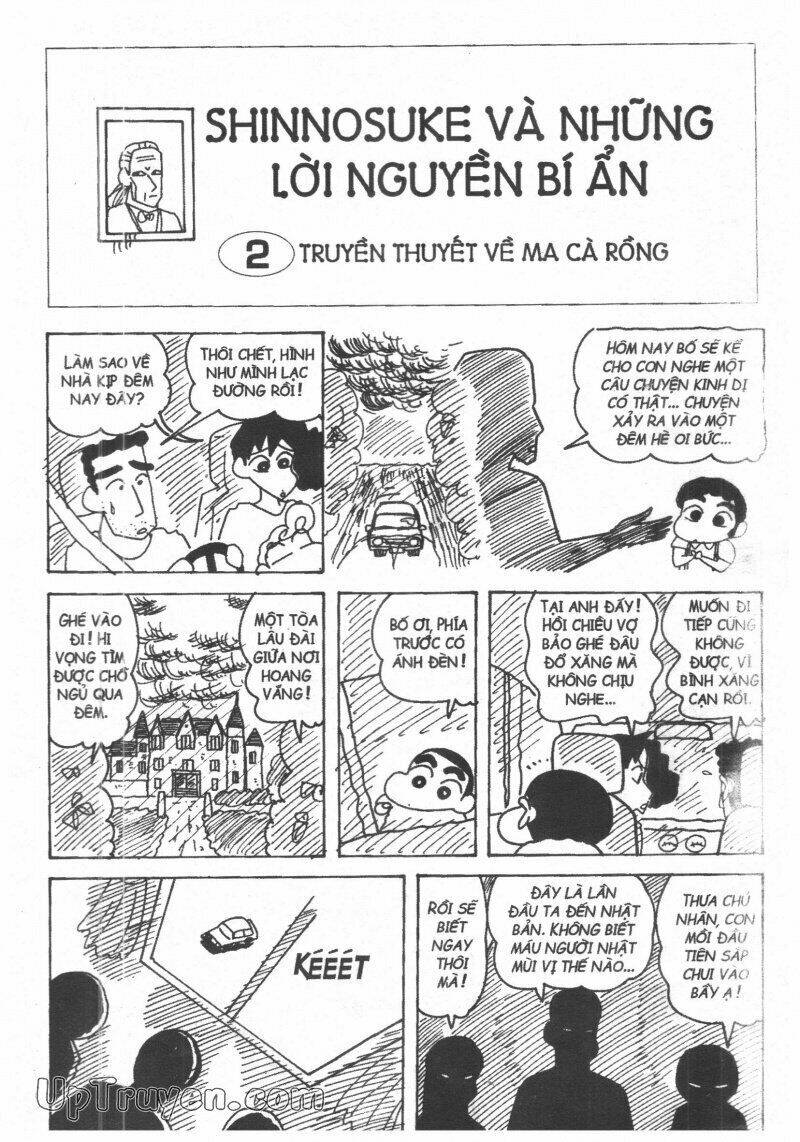 SHINNOSUKE VÀ NHỮNG
LỜI NGUYỀN BÍ ẨN
2 TRUYỀN THUYẾT VỀ MA CÀ RỒNG
HÔM NAY BỐ SẼ KỂ
CHO CON NGHE MỘT
CÂU CHUYỆN KINH DỊ
CÓ THẬT... CHUYỆN
XẢY RA VÀO MỘT
ĐÊM HÈ OI BỨC...
THÔI CHẾT, HÌNH
NHƯ MÌNH LẠC
ĐƯỜNG RỒI!
LÀM SAO VỀ
NHÀ KỊP ĐÊM
NAY ĐÂY?
MUỐN ĐI
TIẾP CŨNG
KHÔNG
ĐƯỢC, VÌ
BÌNH XĂNG
CẠN RỒI.
TẠI ANH ĐẤY!
HỒI CHIỀU VỢ
BẢO GHÉ ĐÂU
ĐỔ XĂNG MÀ
KHÔNG CHỊU
NGHE...
BỐ ƠI, PHÍA
TRƯỚC CÓ
ÁNH ĐÈN!
MỘT TÒA
LÂU ĐÀI
GIỮA NƠI
HOANG
VẮNG!
GHÉ VÀO
ĐI! HI
VỌNG TÌM
ĐƯỢC CHỖ
NGỦ QUA
ĐÊM.
THƯA CHỦ
NHÂN, CON
MỒI ĐẦU
TIÊN SẮP
CHUI VÀO
BẪY Ạ!
ĐÂY LÀ LẦN
ĐẦU TA ĐẾN NHẬT
BẢN. KHÔNG BIẾT
MÁU NGƯỜI NHẬT
MÙI VỊ THẾ NÀO...
RỒI SẼ
BIẾT
NGAY
THÔI
MÀ!
KÉÉÉT
UpTruyen.com